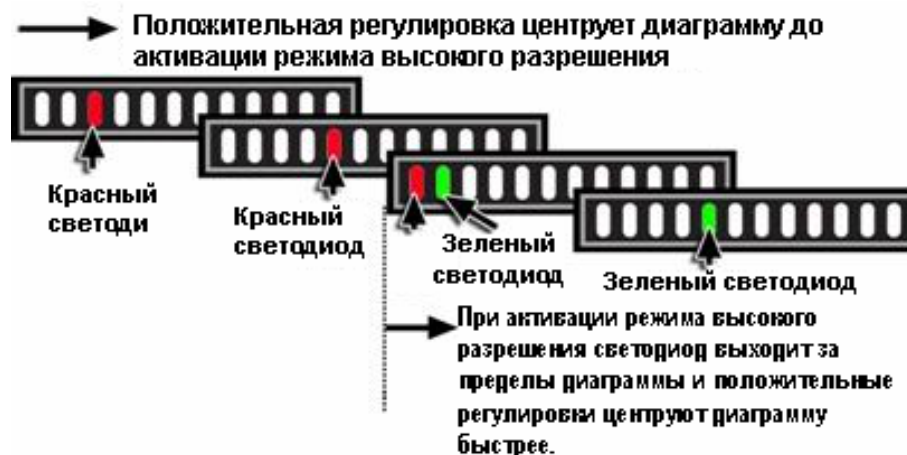 Положительная регулировка центрует диаграмму до
активации режима высокого разрешения
Красный
светоди
Красный
светодиод
Зеленый
светодиод
Зеленый светодиод
При активации режима высокого
разрешения светодиод выходит за
пределы диаграммы и положительные
регулировки центруют диаграмму
быстрее.